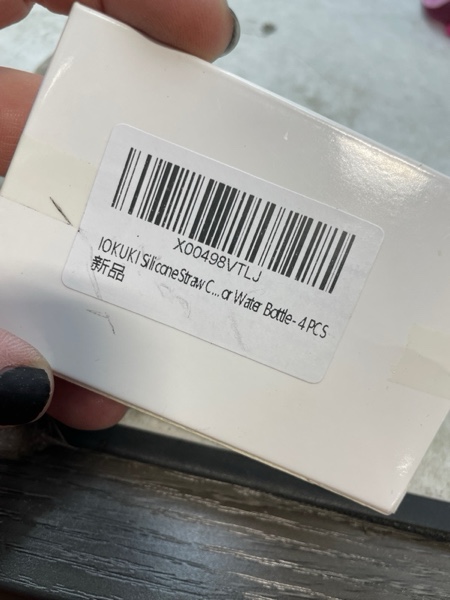 X00498VTLJ
IOKUKI Silicone Straw C...or Water Bottle - 4 PCS
新品